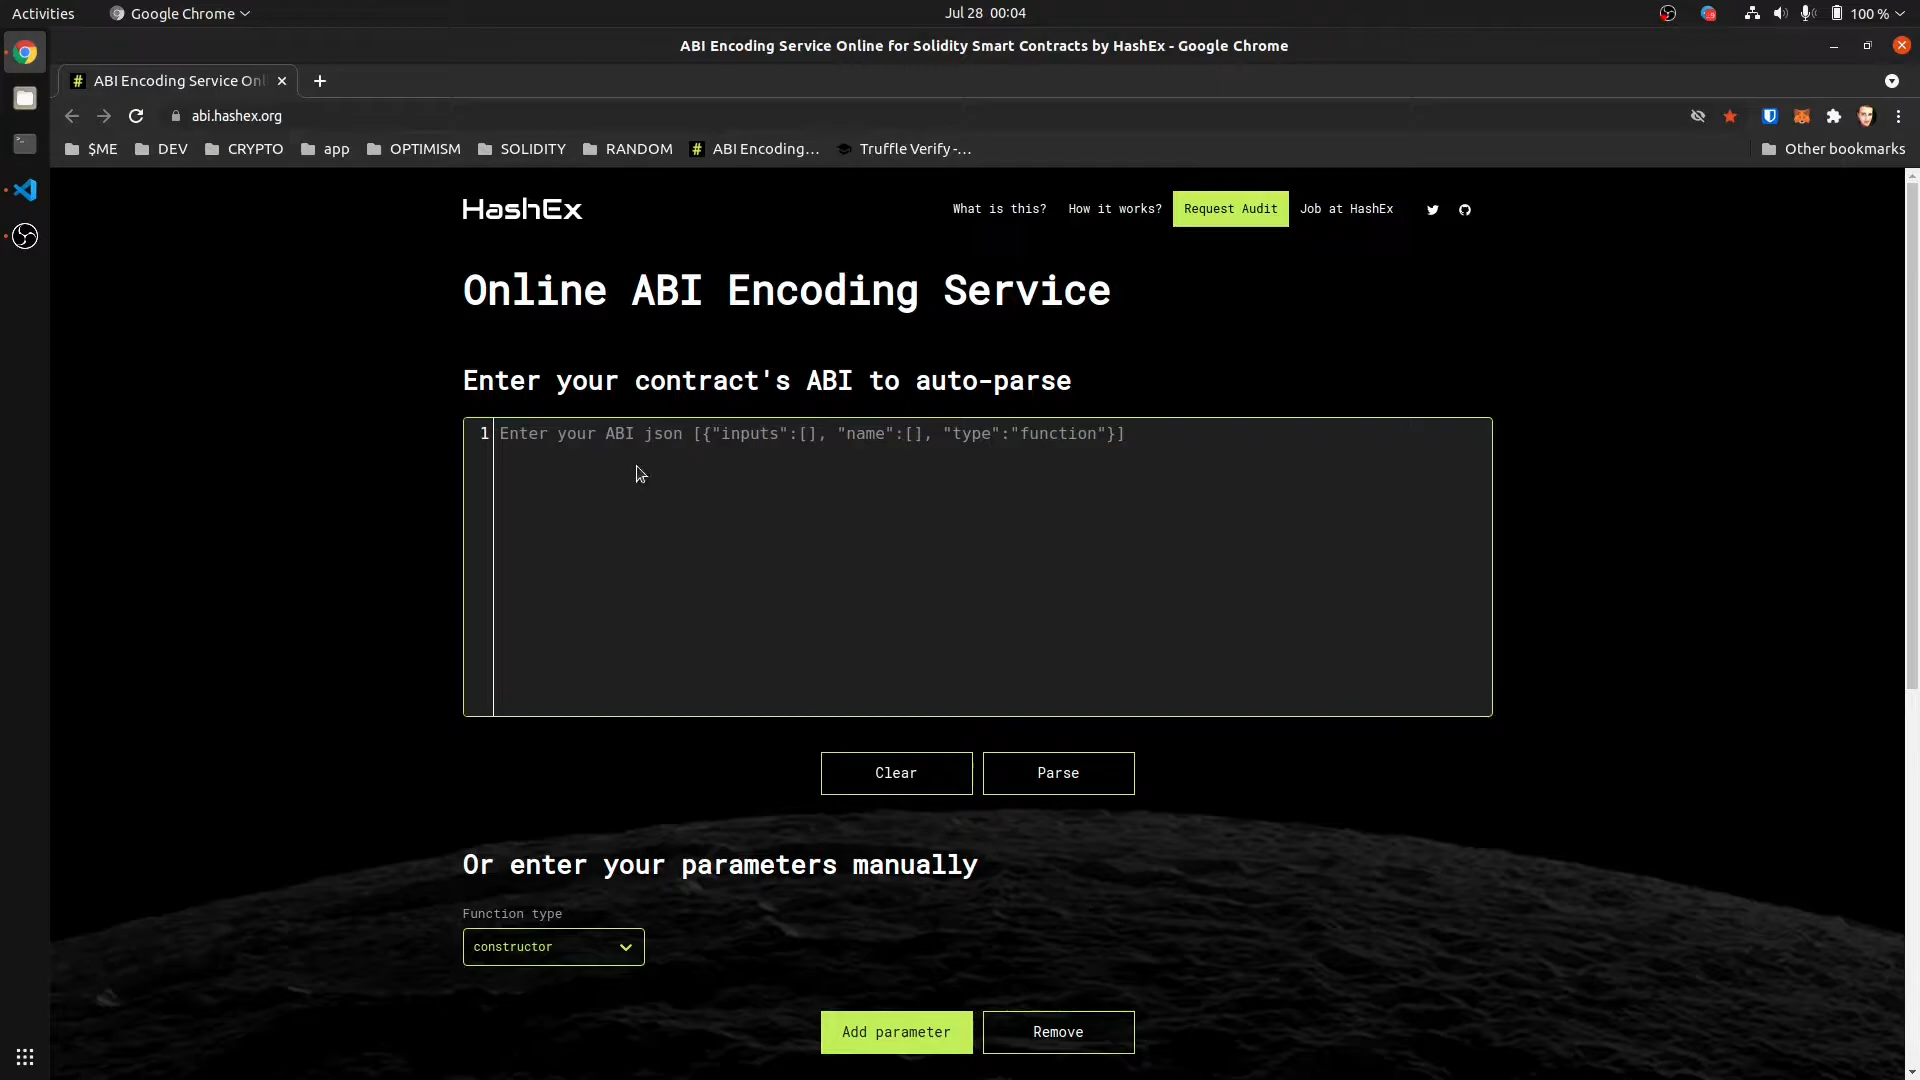 Activities
Google Chrome
Jul 28 00:04
100 %
ABI Encoding Service Online for Solidity Smart Contracts by HashEx - Google Chrome
# ABI Encoding Service Onl
abi.hashex.org
$ME
DEV
CRYPTO
app
OPTIMISM
SOLIDITY
RANDOM
# ABI Encoding...
Truffle Verify -...
Other bookmarks
HashEx
What is this?
How it works?
Request Audit
Job at HashEx
Online ABI Encoding Service
Enter your contract's ABI to auto-parse
1 Enter your ABI json [{"inputs":[], "name":[], "type":"function"}]
Clear
Parse
Or enter your parameters manually
Function type
constructor
Add parameter
Remove